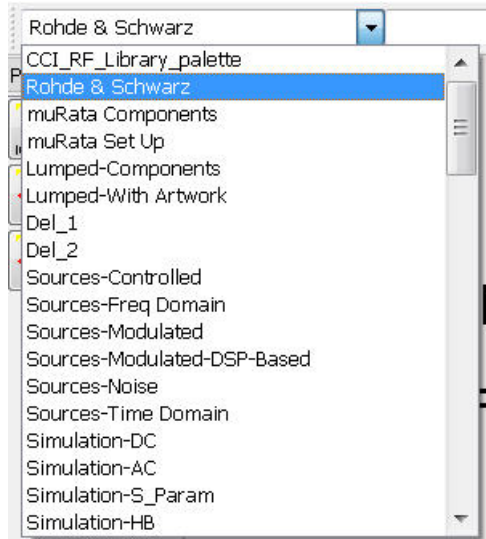 Rohde & Schwarz
CCI_RF_Library_palette
Rohde & Schwarz
muRata Components
muRata Set Up
Lumped-Components
Lumped-With Artwork
Del_1
Del_2
Sources-Controlled
Sources-Freq Domain
Sources-Modulated
Sources-Modulated-DSP-Based
Sources-Noise
Sources-Time Domain
Simulation-DC
Simulation-AC
Simulation-S_Param
Simulation-HB